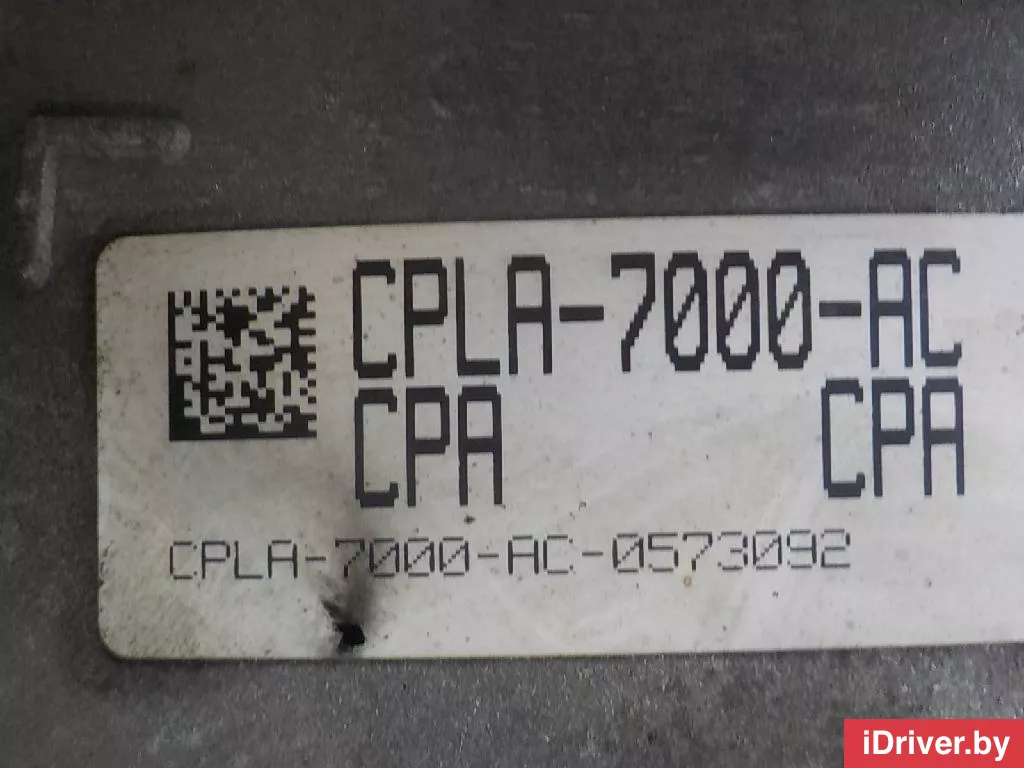 CPLA-7000-AC
CPA CPA
CPLA-7000-AC-0573092
iDriver.by